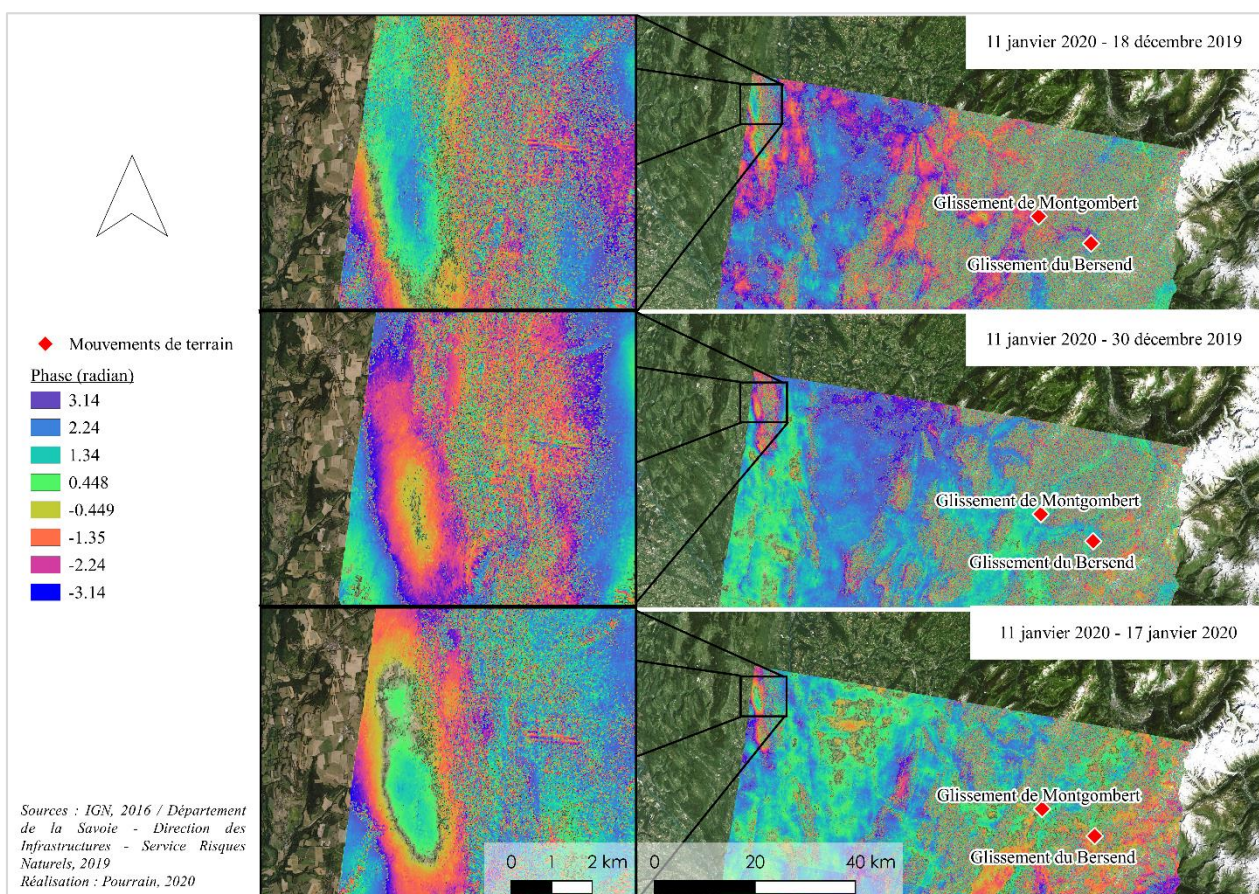 11 janvier 2020 - 18 décembre 2019
Glissement de Montgombert
Glissement du Bersend
11 janvier 2020 - 30 décembre 2019
Glissement de Montgombert
Glissement du Bersend
11 janvier 2020 - 17 janvier 2020
Glissement de Montgombert
Glissement du Bersend
Mouvements de terrain
Phase (radian)
3.14
2.24
1.34
0.448
-0.449
-1.35
-2.24
-3.14
Sources : IGN, 2016 / Département
de la Savoie - Direction des
Infrastructures - Service Risques
Naturels, 2019
Réalisation : Pourrain, 2020
0 1 2 km
0 20 40 km